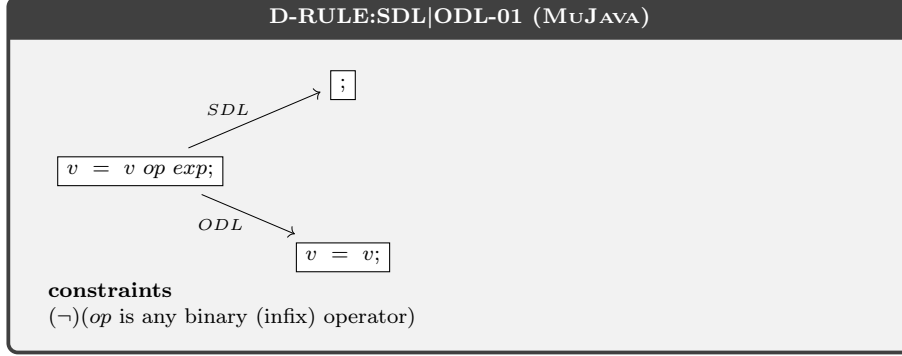 D-RULE:SDL|ODL-01 (MUJAVA)
;
SDL
v = v op exp;
ODL
v = v;
constraints
(¬)(op is any binary (infix) operator)